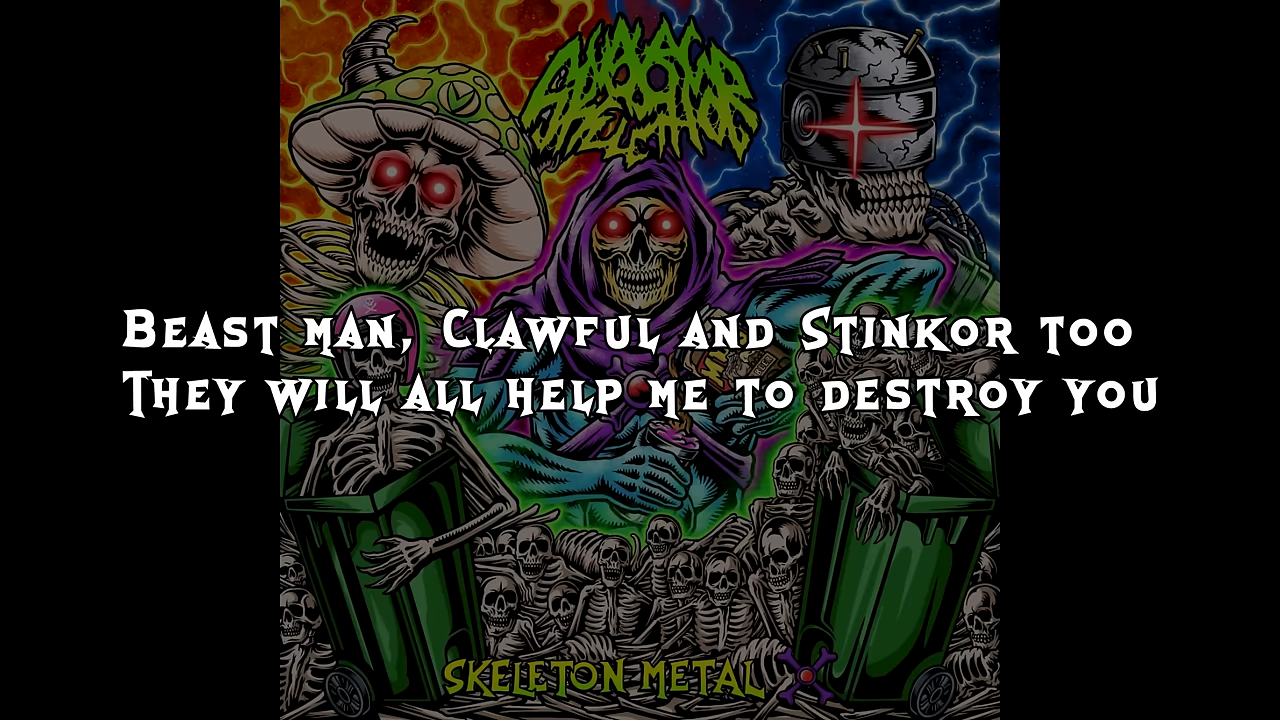 Beast man, Clawful and Stinkor too
They will all help me to destroy you
SKELETON METAL